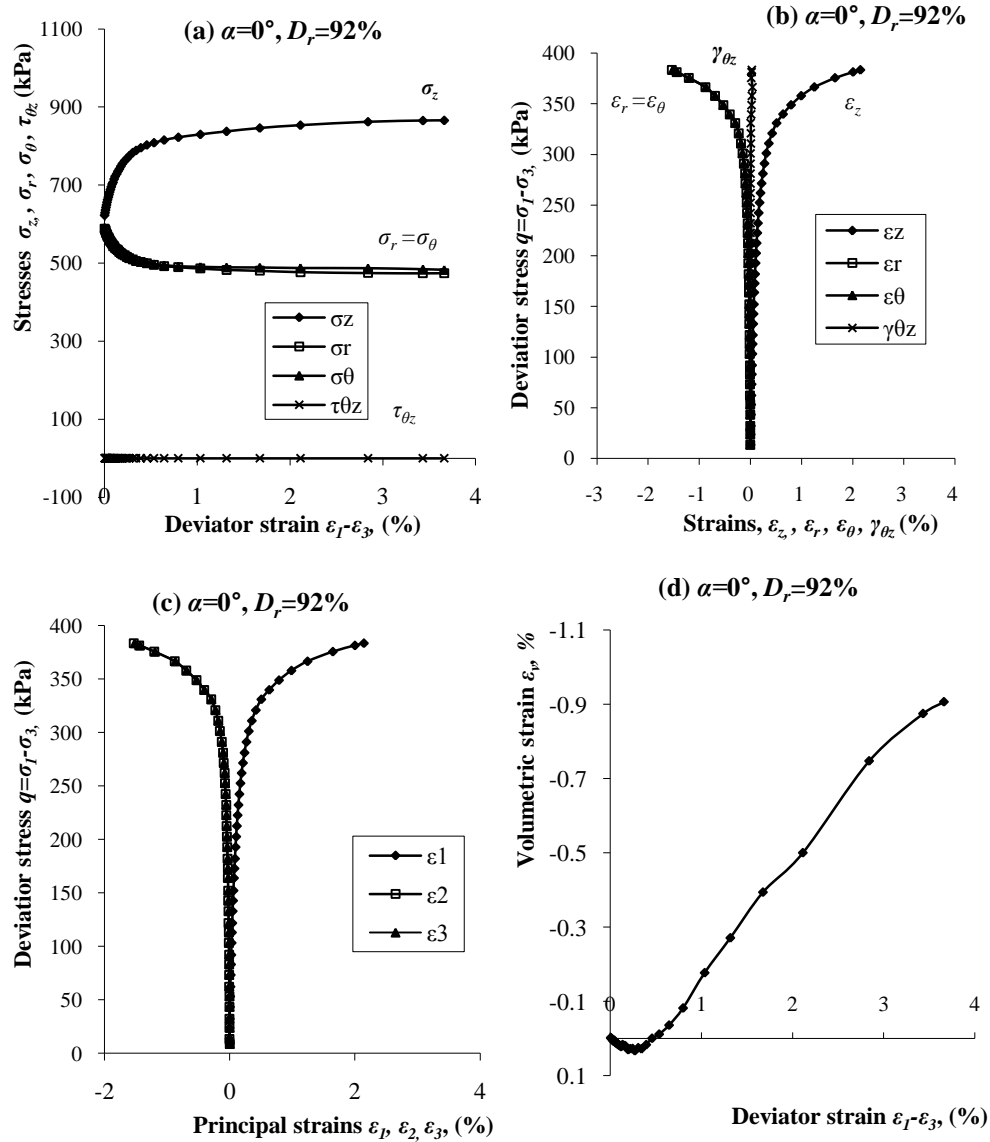 (a) α=0°, Dr=92%
Stresses σz, , σr , σθ , τθz (kPa)
1100
900
700
500
300
100
-100
0
1
2
3
4
σz
σr =σθ
τθz
σz
σr
σθ
τθz
Deviator strain ε1-ε3, (%)
(b) α=0°, Dr=92%
Deviatior stress q=σ1-σ3, (kPa)
400
350
300
250
200
150
100
50
0
-3
-2
-1
0
1
2
3
4
γθz
εr =εθ
εz
εz
εr
εθ
γθz
Strains, εz, , εr , εθ , γθz (%)
(c) α=0°, Dr=92%
Deviatior stress q=σ1-σ3, (kPa)
400
350
300
250
200
150
100
50
0
-2
0
2
4
ε1
ε2
ε3
Principal strains ε1, ε2, ε3, (%)
(d) α=0°, Dr=92%
Volumetric strain εv, %
-1.1
-0.9
-0.7
-0.5
-0.3
-0.1
0.1
0
1
2
3
4
Deviator strain ε1-ε3, (%)